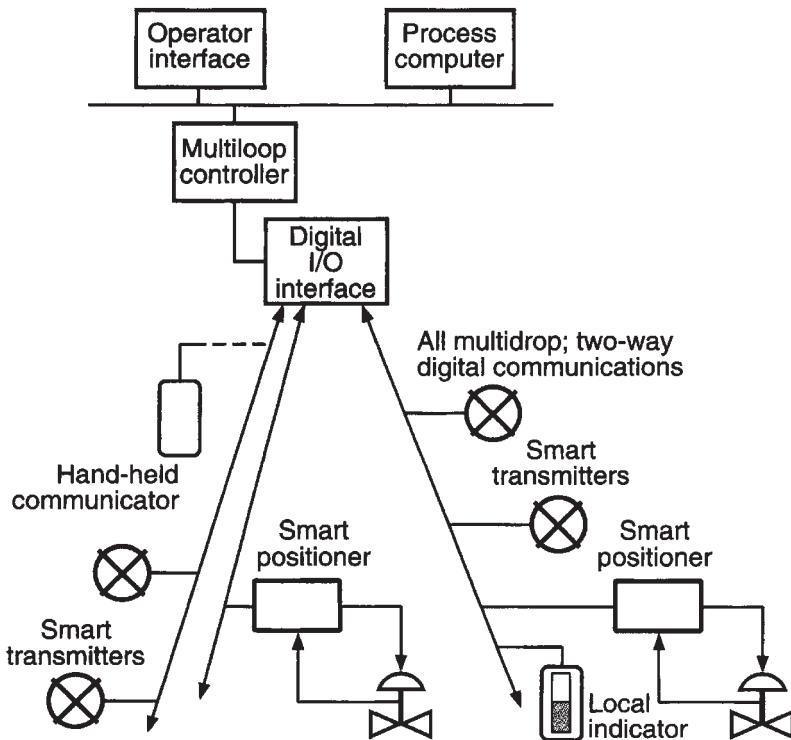 Operator
interface
Process
computer
Multiloop
controller
Digital
I/O
interface
All multidrop; two-way
digital communications
Hand-held
communicator
Smart
transmitters
Smart
positioner
Smart
positioner
Smart
transmitters
Local
indicator